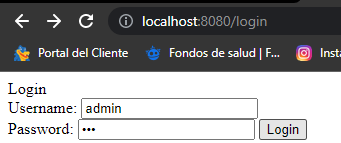 localhost:8080/login
Portal del Cliente Fondos de salud | F... Insta
Login
Username: admin
Password: ••• Login